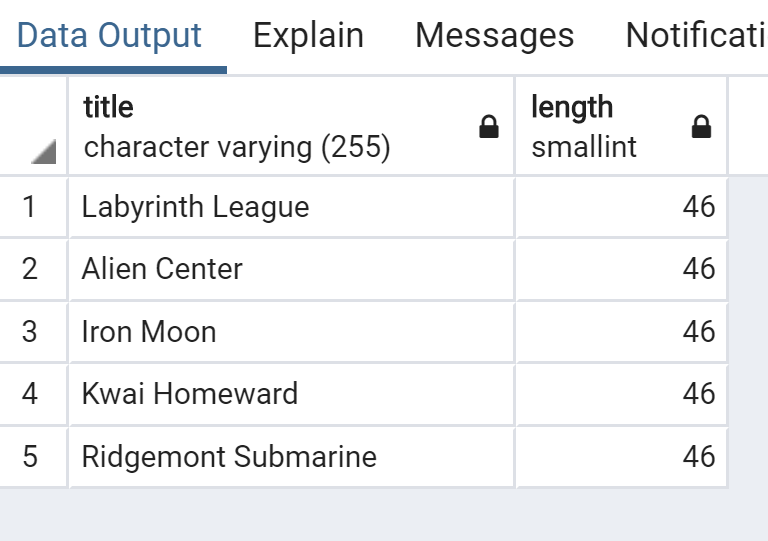 Data Output Explain Messages Notificati
title length
character varying (255) smallint
1 Labyrinth League 46
2 Alien Center 46
3 Iron Moon 46
4 Kwai Homeward 46
5 Ridgemont Submarine 46